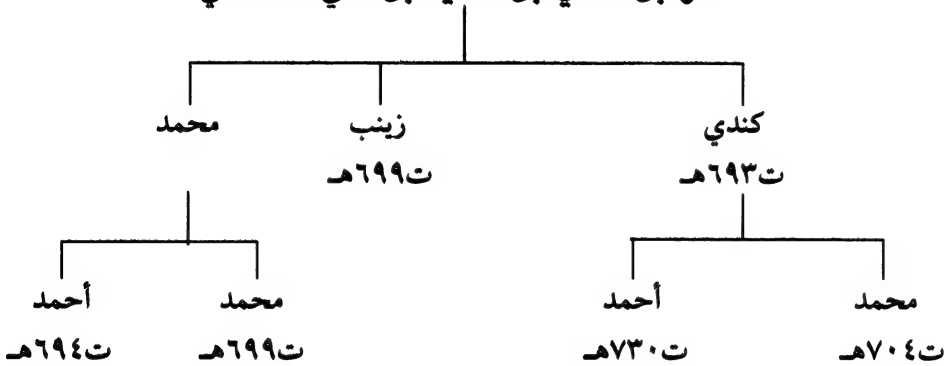 كندي زينب محمد
ت٦٩٣هـ ت٦٩٩هـ
محمد أحمد محمد أحمد
ت٧٠٤هـ ت٧٣٠هـ ت٦٩٩هـ ت٦٩٤هـ